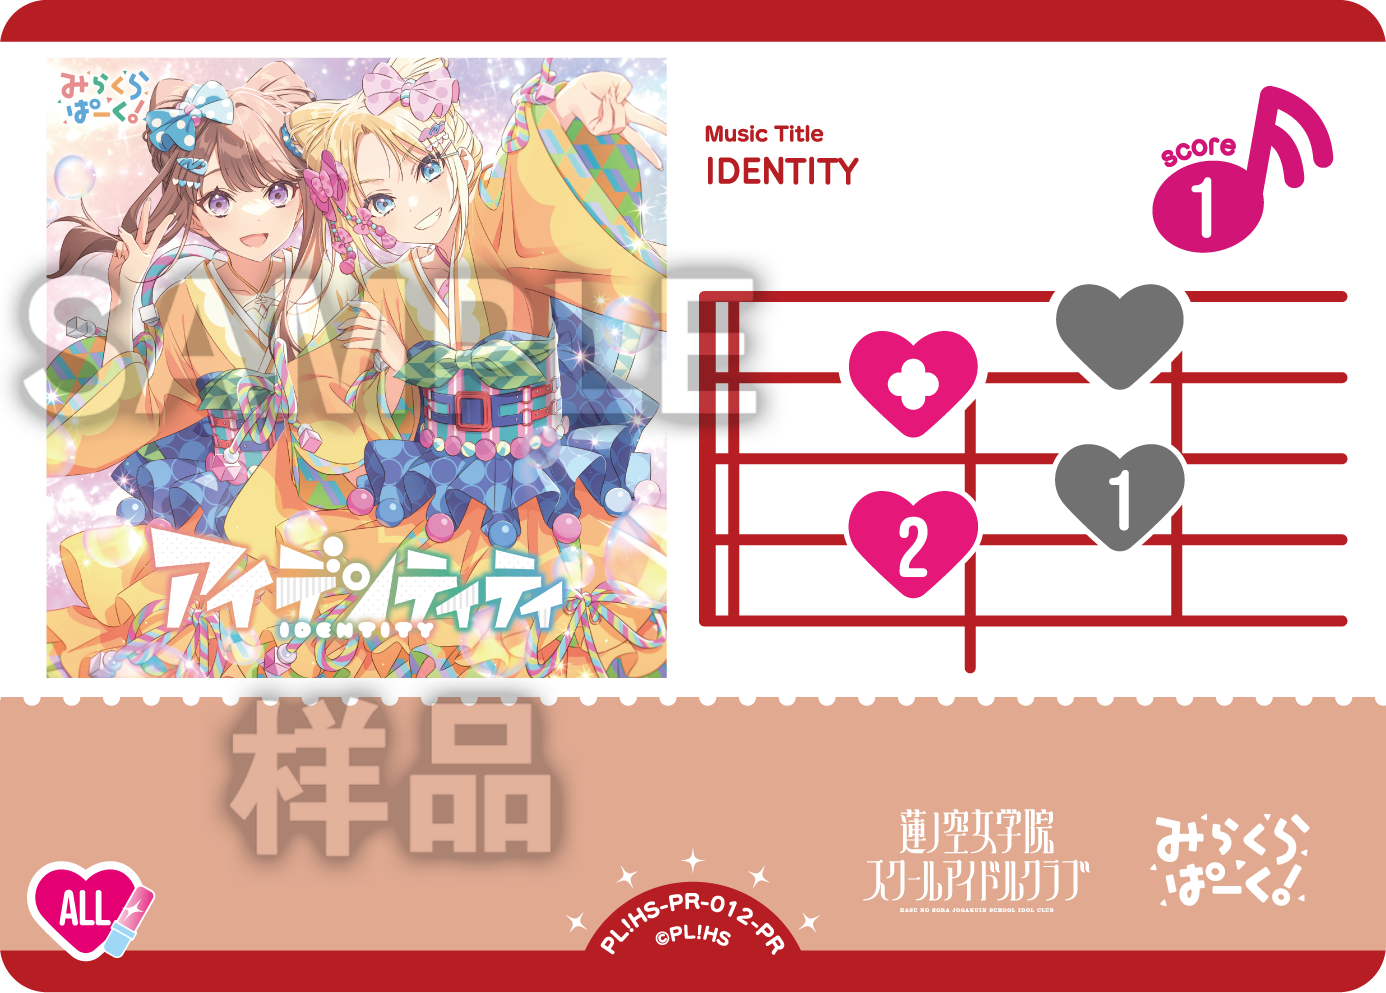 みらくら
ぱーく!
Music Title
IDENTITY
score
1
SAMPLE
2
1
アイデンティティ
IDENTITY
样品
蓮ノ空女学院
スクールアイドルクラブ
HASU NO SORA JOGAKUIN SCHOOL IDOL CLUB
みらくら
ぱーく!
ALL
PL!HS-PR-012-PR
©PL!HS